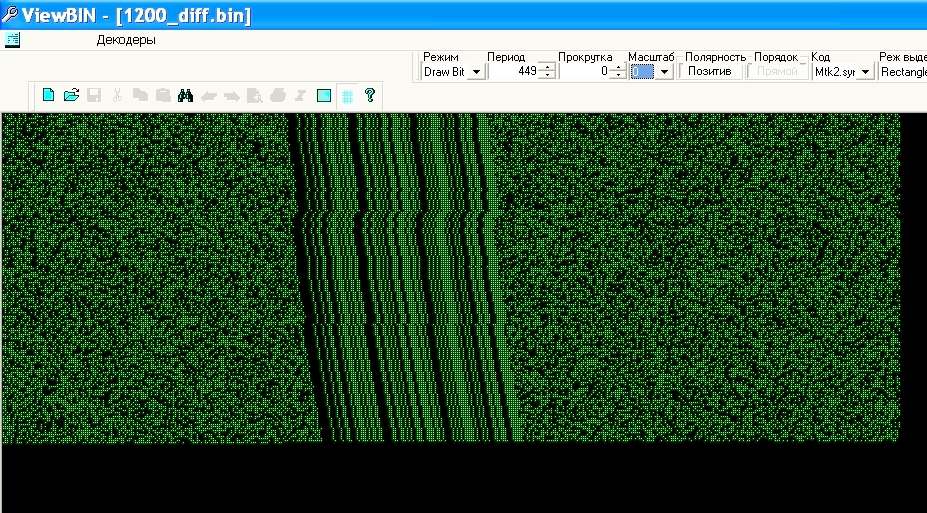 ViewBIN - [1200_diff.bin]
Декодеры
Режим Период Прокрутка Масштаб Полярность Порядок Код Реж выде
Draw Bit 449 0 0 Позитив Прямой Mtk2.syr Rectangle